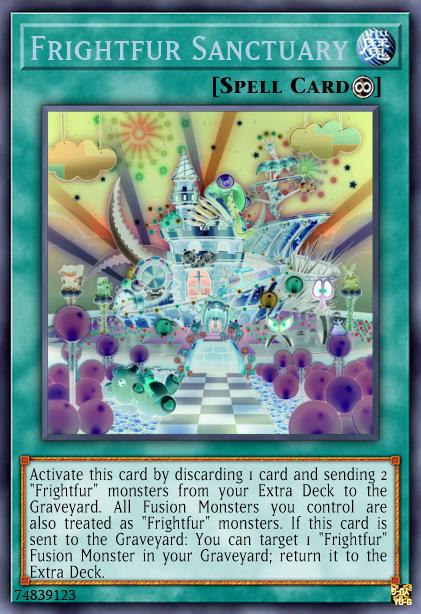 Frightfur Sanctuary 魔
[Spell Card]
Activate this card by discarding 1 card and sending 2
"Frightfur" monsters from your Extra Deck to the
Graveyard. All Fusion Monsters you control are
also treated as "Frightfur" monsters. If this card is
sent to the Graveyard: You can target 1 "Frightfur"
Fusion Monster in your Graveyard; return it to the
Extra Deck.
74839123